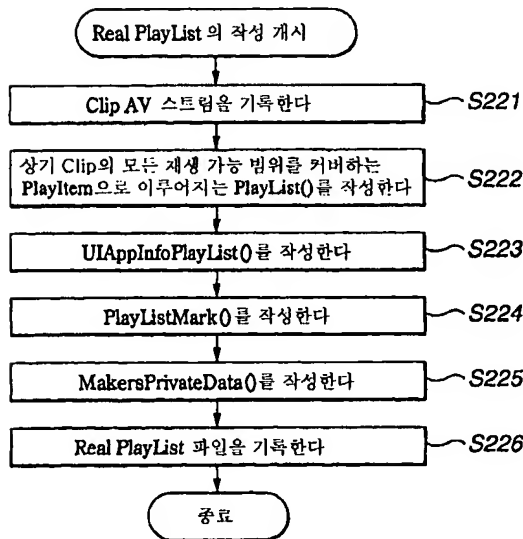 Real PlayList 의 작성 개시
Clip AV 스트림을 기록한다
S221
상기 Clip의 모든 재생 가능 범위를 커버하는
PlayItem으로 이루어지는 PlayList()를 작성한다
S222
UIAppInfoPlayList()를 작성한다
S223
PlayListMark()를 작성한다
S224
MakersPrivateData()를 작성한다
S225
Real PlayList 파일을 기록한다
S226
종료